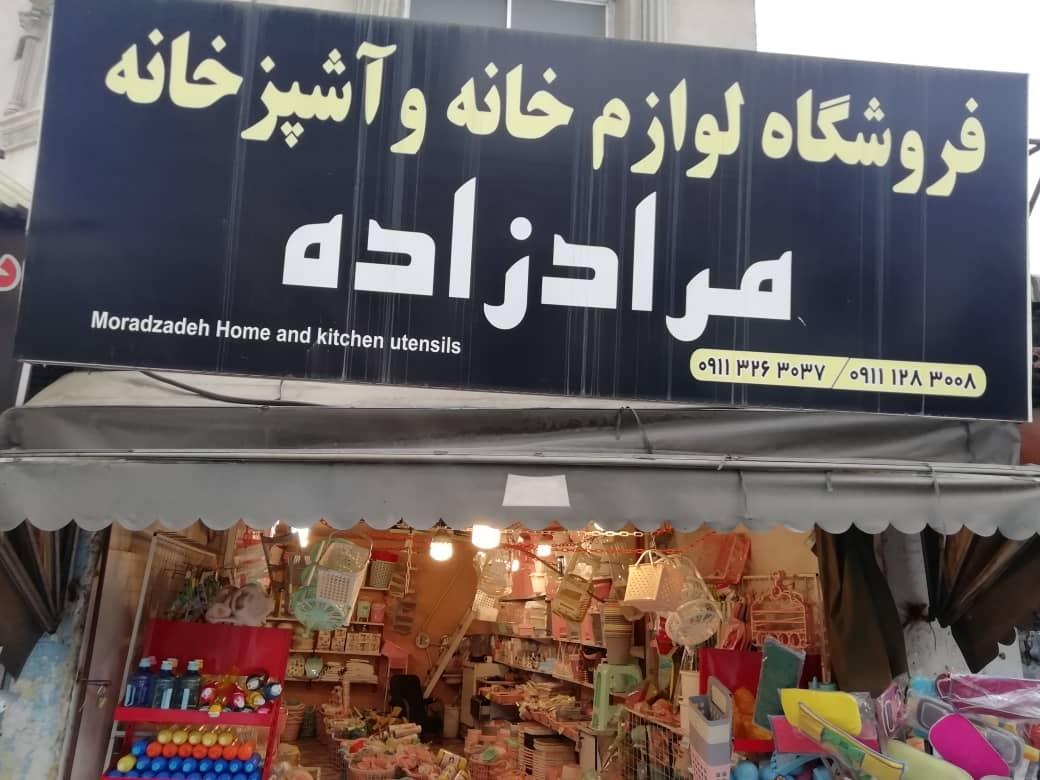 فروشگاه لوازم خانه و آشپزخانه
مرادزاده
Moradzadeh Home and kitchen utensils
۰۹۱۱ ۳۲۶ ۳۰۳۷ / ۰۹۱۱ ۱۲۸ ۳۰۰۸